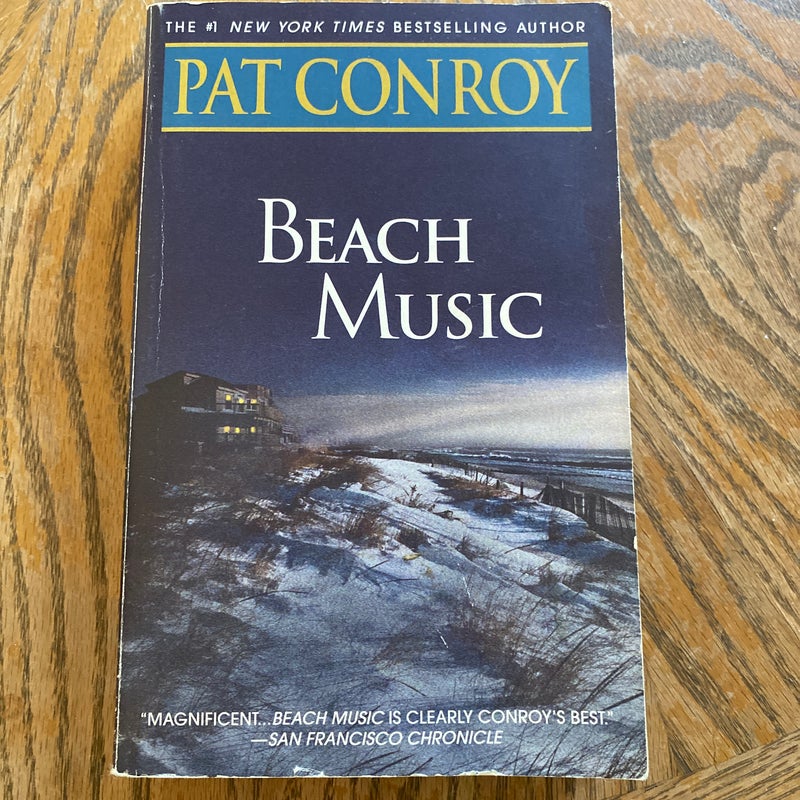 THE #1 NEW YORK TIMES BESTSELLING AUTHOR
PAT CONROY
BEACH
MUSIC
“MAGNIFICENT...BEACH MUSIC IS CLEARLY CONROY'S BEST.”
—SAN FRANCISCO CHRONICLE